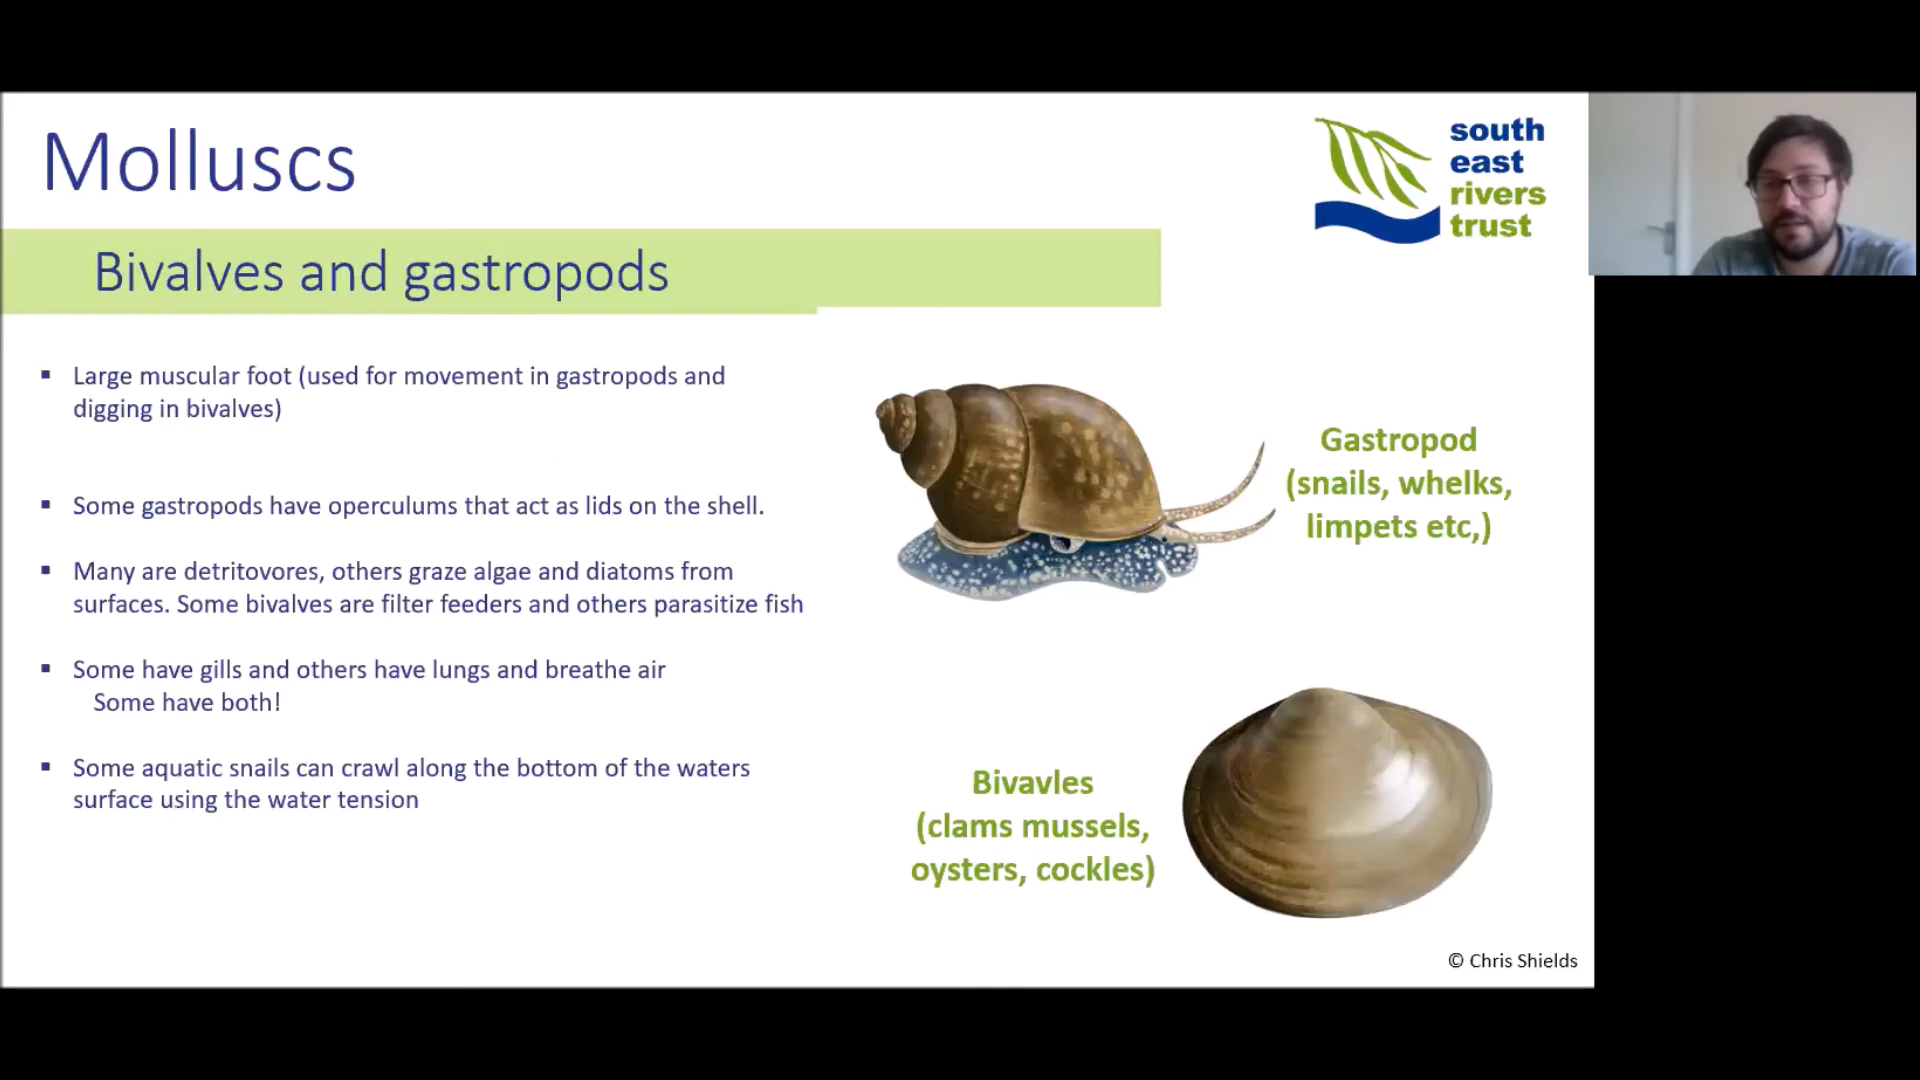 Molluscs
south
east
rivers
trust
Bivalves and gastropods
▪ Large muscular foot (used for movement in gastropods and
digging in bivalves)
▪ Some gastropods have operculums that act as lids on the shell.
▪ Many are detritovores, others graze algae and diatoms from
surfaces. Some bivalves are filter feeders and others parasitize fish
▪ Some have gills and others have lungs and breathe air
Some have both!
▪ Some aquatic snails can crawl along the bottom of the waters
surface using the water tension
Gastropod
(snails, whelks,
limpets etc,)
Bivavles
(clams mussels,
oysters, cockles)
© Chris Shields